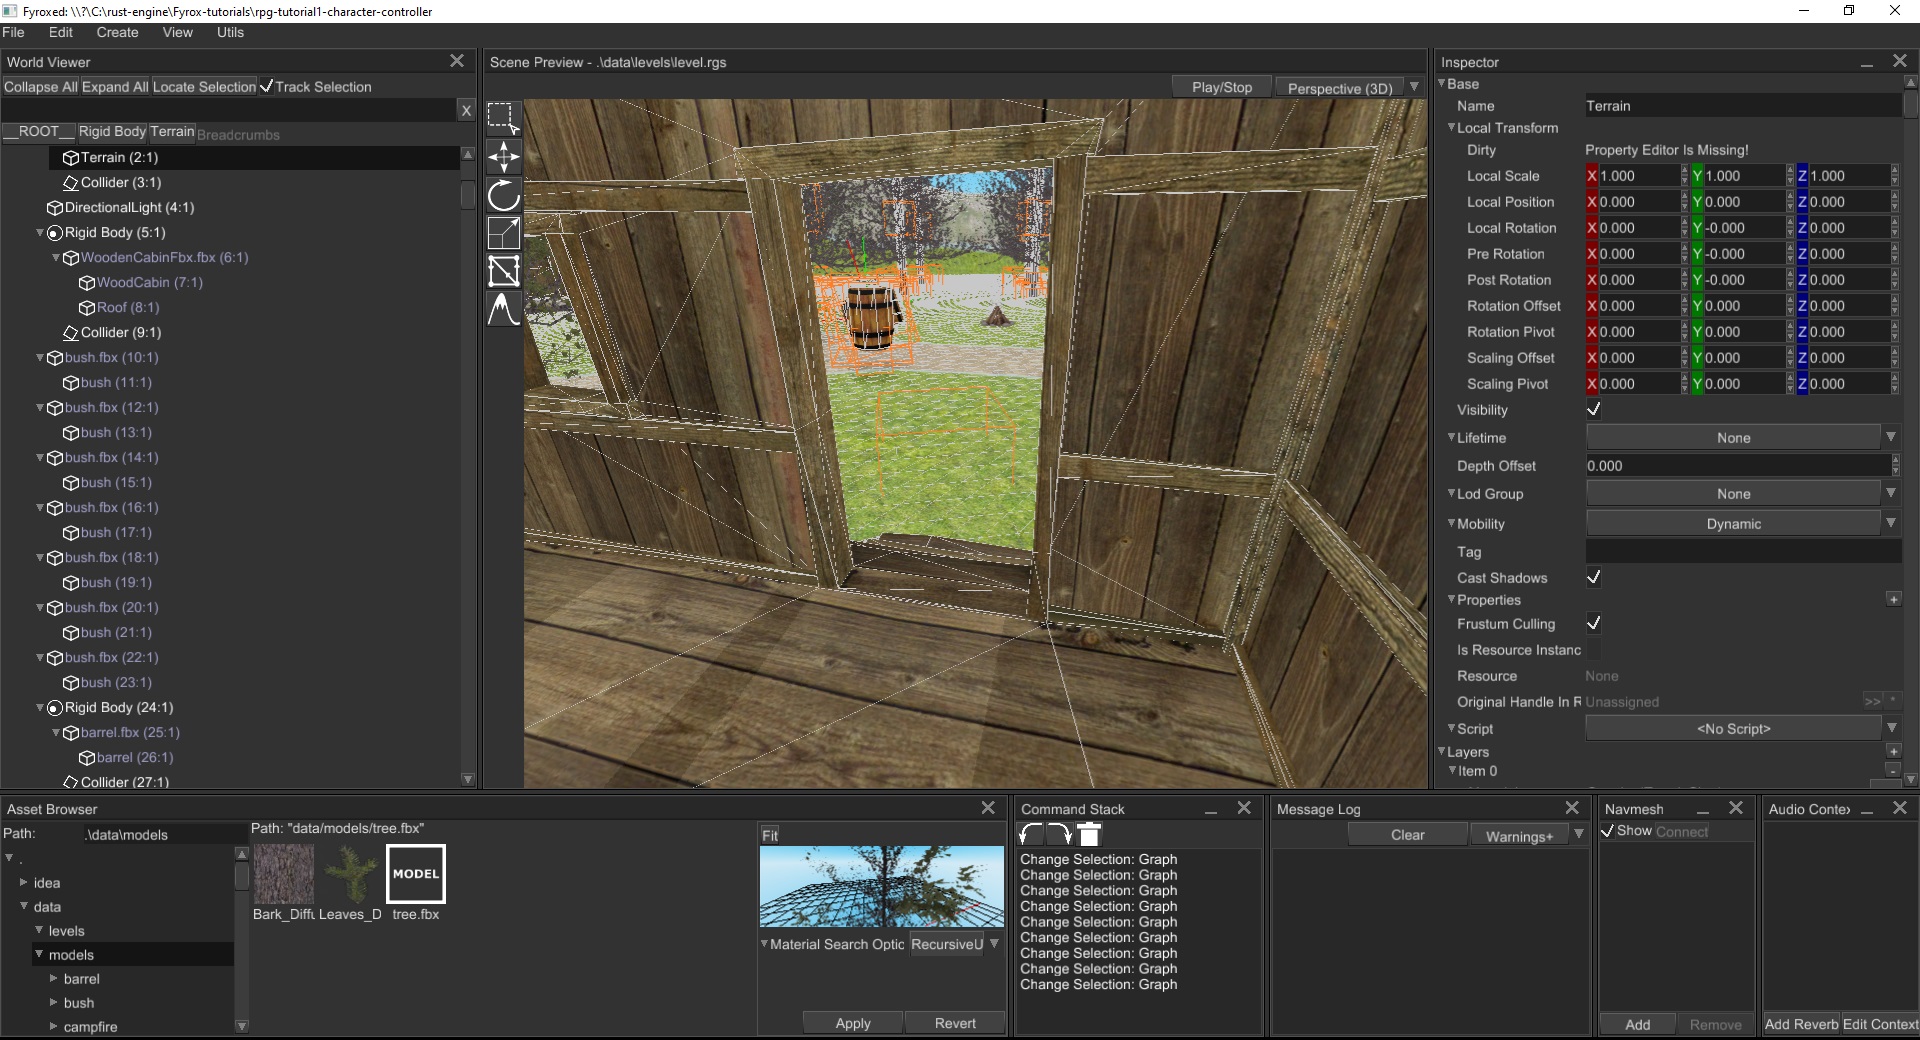 Fyroxed: \\?\C:\rust-engine\Fyrox-tutorials\rpg-tutorial1-character-controller
File Edit Create View Utils
World Viewer
Collapse All Expand All Locate Selection Track Selection
X
__ROOT__ Rigid Body Terrain Breadcrumbs
Terrain (2:1)
Collider (3:1)
DirectionalLight (4:1)
Rigid Body (5:1)
WoodenCabinFbx.fbx (6:1)
WoodCabin (7:1)
Roof (8:1)
Collider (9:1)
bush.fbx (10:1)
bush (11:1)
bush.fbx (12:1)
bush (13:1)
bush.fbx (14:1)
bush (15:1)
bush.fbx (16:1)
bush (17:1)
bush.fbx (18:1)
bush (19:1)
bush.fbx (20:1)
bush (21:1)
bush.fbx (22:1)
bush (23:1)
Rigid Body (24:1)
barrel.fbx (25:1)
barrel (26:1)
Collider (27:1)
Scene Preview - .\data\levels\level.rgs
Play/Stop Perspective (3D)
Inspector
Base
Name Terrain
Local Transform
Dirty Property Editor Is Missing!
Local Scale X 1.000 Y 1.000 Z 1.000
Local Position X 0.000 Y 0.000 Z 0.000
Local Rotation X 0.000 Y -0.000 Z 0.000
Pre Rotation X 0.000 Y -0.000 Z 0.000
Post Rotation X 0.000 Y -0.000 Z 0.000
Rotation Offset X 0.000 Y 0.000 Z 0.000
Rotation Pivot X 0.000 Y 0.000 Z 0.000
Scaling Offset X 0.000 Y 0.000 Z 0.000
Scaling Pivot X 0.000 Y 0.000 Z 0.000
Visibility
Lifetime None
Depth Offset 0.000
Lod Group None
Mobility Dynamic
Tag
Cast Shadows
Properties +
Frustum Culling
Is Resource Instanc
Resource None
Original Handle In R Unassigned >> *
Script <No Script>
Layers +
Item 0 -
Asset Browser
Path: .\data\models
.
idea
data
levels
models
barrel
bush
campfire
Path: "data/models/tree.fbx"
MODEL
Bark_Diffu Leaves_D tree.fbx
Fit
Material Search Optic RecursiveU
Apply Revert
Command Stack
Change Selection: Graph
Change Selection: Graph
Change Selection: Graph
Change Selection: Graph
Change Selection: Graph
Change Selection: Graph
Change Selection: Graph
Change Selection: Graph
Change Selection: Graph
Message Log
Clear Warnings+
Navmesh
Show Connect
Add Remove
Audio Contex
Add Reverb Edit Context